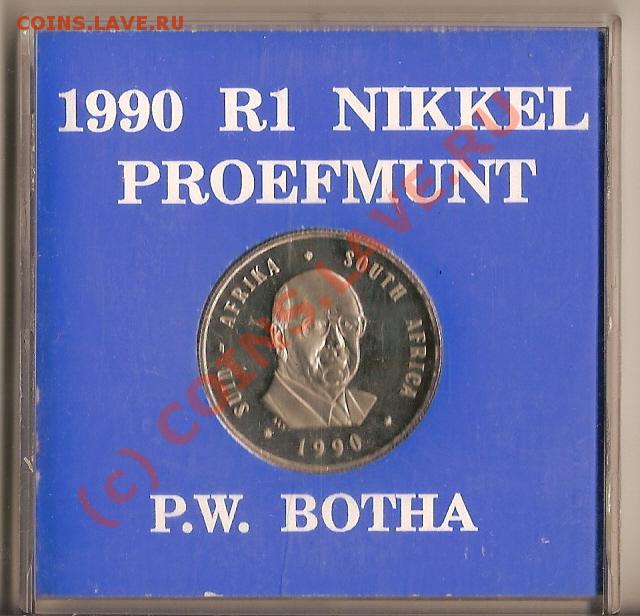 COINS.LAVE.RU
1990 R1 NIKKEL
PROEFMUNT
SUID-AFRIKA • SOUTH AFRICA
1990
P.W. BOTHA
(c) COINS.LAVE.RU